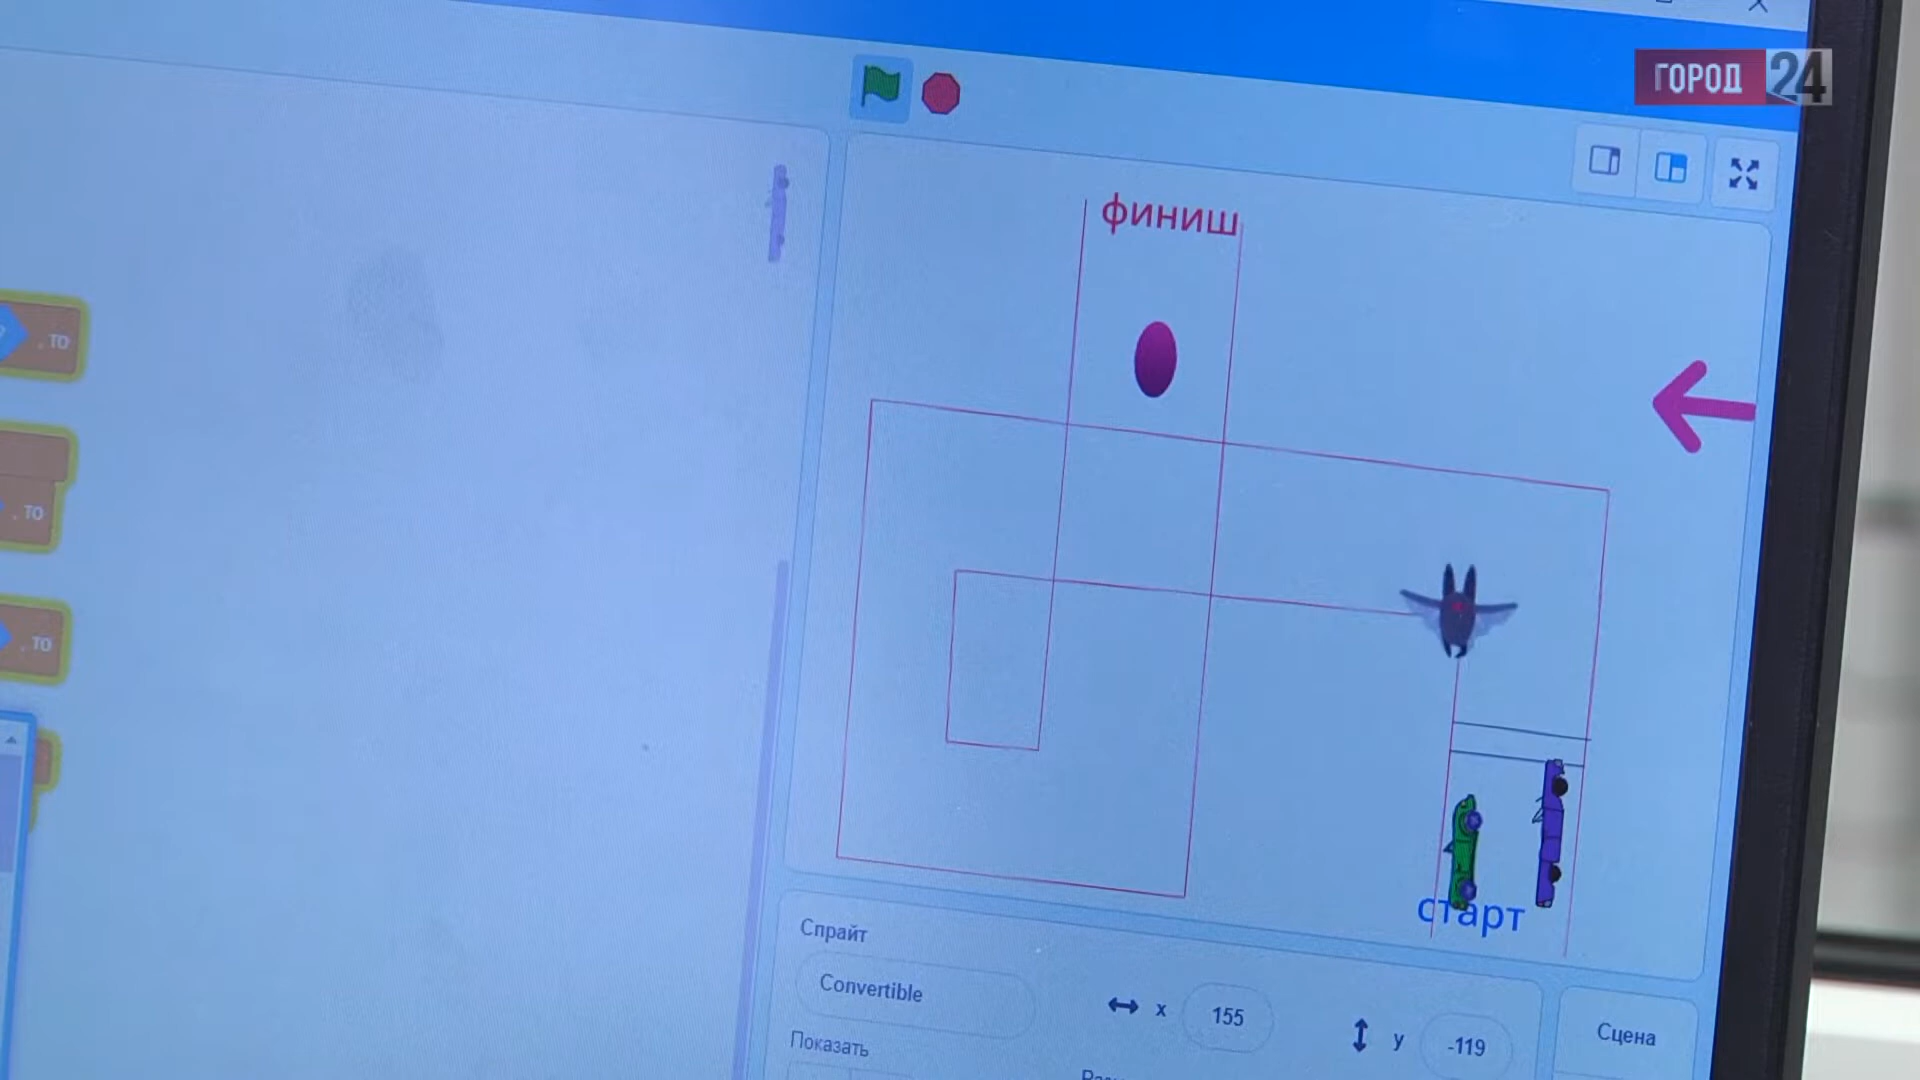 ГОРОД 24
финиш
, то
, то
, то
старт
Спрайт
Convertible
x 155
y -119
Сцена
Показать